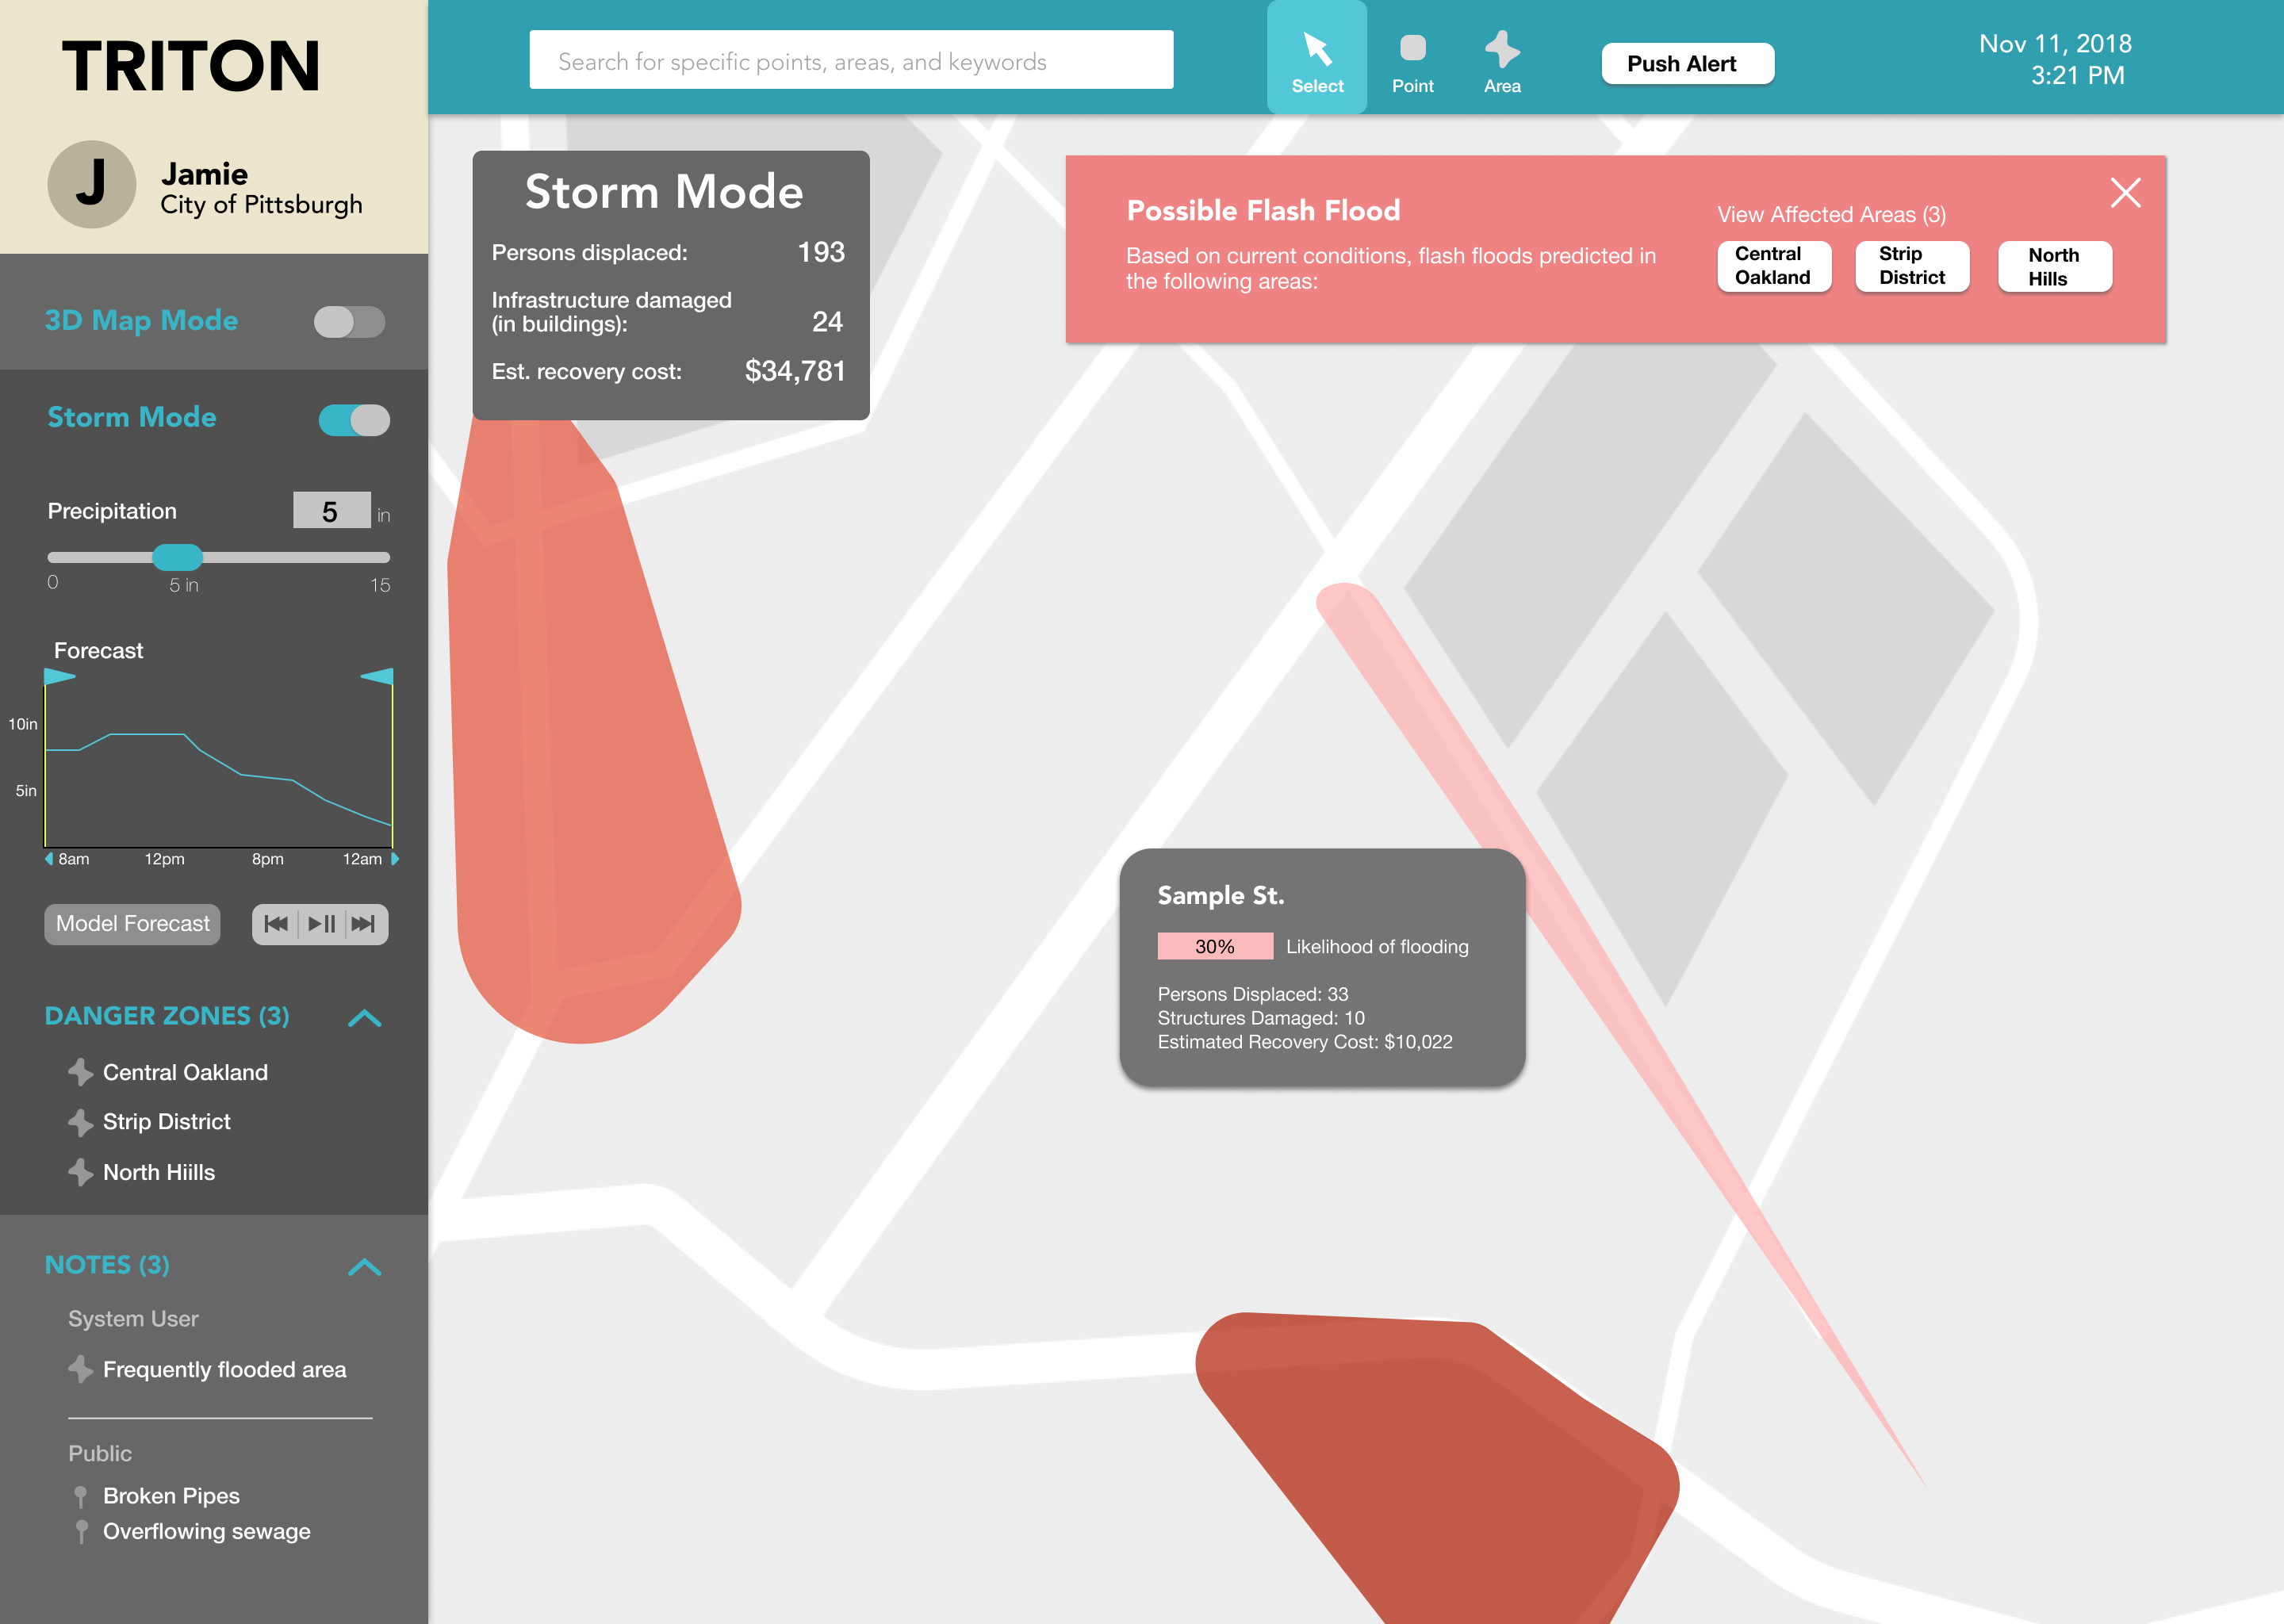 TRITON
J
Jamie
City of Pittsburgh
3D Map Mode
Storm Mode
Precipitation
5
in
0
5 in
15
Forecast
10in
5in
8am
12pm
8pm
12am
Model Forecast
DANGER ZONES (3)
Central Oakland
Strip District
North Hiills
NOTES (3)
System User
Frequently flooded area
Public
Broken Pipes
Overflowing sewage
Search for specific points, areas, and keywords
Select
Point
Area
Push Alert
Nov 11, 2018
3:21 PM
Storm Mode
Persons displaced: 193
Infrastructure damaged
(in buildings): 24
Est. recovery cost: $34,781
Possible Flash Flood
Based on current conditions, flash floods predicted in
the following areas:
View Affected Areas (3)
Central
Oakland
Strip
District
North
Hills
Sample St.
30% Likelihood of flooding
Persons Displaced: 33
Structures Damaged: 10
Estimated Recovery Cost: $10,022